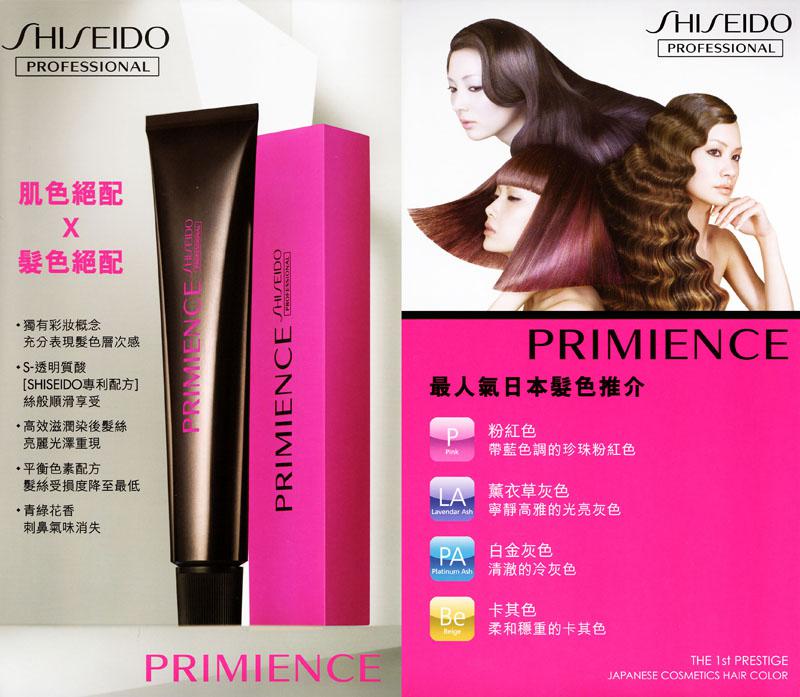 SHISEIDO
PROFESSIONAL
肌色絕配
X
髮色絕配
• 獨有彩妝概念
充分表現髮色層次感
• S-透明質酸
[SHISEIDO專利配方]
絲般順滑享受
• 高效滋潤染後髮絲
亮麗光澤重現
• 平衡色素配方
髮絲受損度降至最低
• 青綠花香
刺鼻氣味消失
PRIMIENCE SHISEIDO
PROFESSIONAL
PRIMIENCE SHISEIDO
PROFESSIONAL
PRIMIENCE
SHISEIDO
PROFESSIONAL
PRIMIENCE
最人氣日本髮色推介
P
Pink
粉紅色
帶藍色調的珍珠粉紅色
LA
Lavendar Ash
薰衣草灰色
寧靜高雅的光亮灰色
PA
Platinum Ash
白金灰色
清澈的冷灰色
Be
Beige
卡其色
柔和穩重的卡其色
THE 1st PRESTIGE
JAPANESE COSMETICS HAIR COLOR